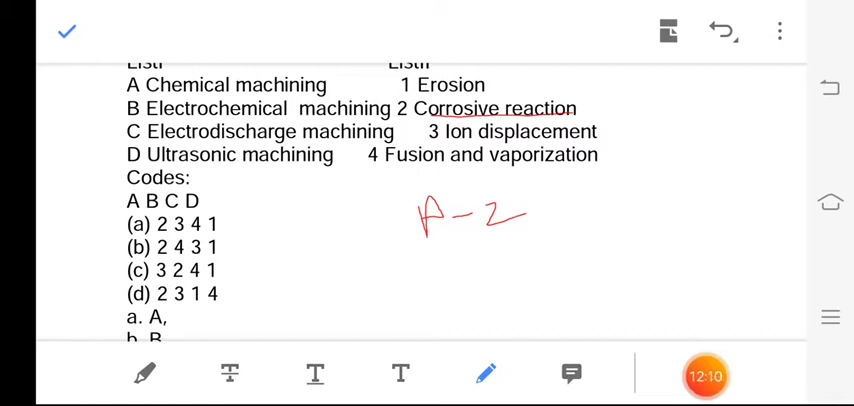 ListI ListII
A Chemical machining 1 Erosion
B Electrochemical machining 2 Corrosive reaction
C Electrodischarge machining 3 Ion displacement
D Ultrasonic machining 4 Fusion and vaporization
Codes:
A B C D
(a) 2 3 4 1
A - 2
(b) 2 4 3 1
(c) 3 2 4 1
(d) 2 3 1 4
a. A,
b. B
T T T 12:10